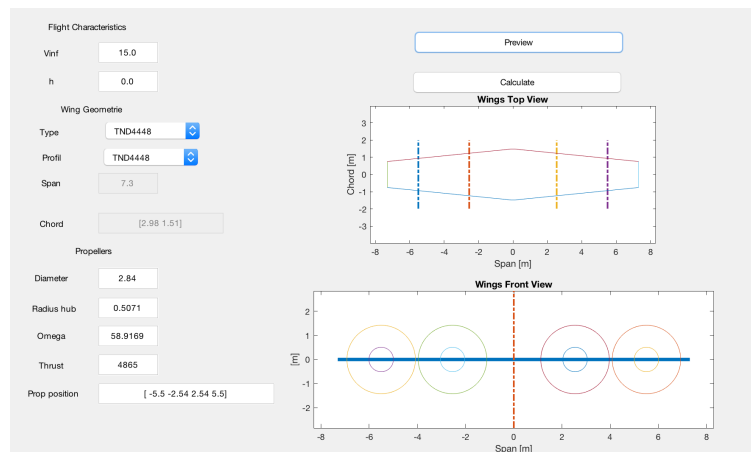 Flight Characteristics
Vinf 15.0
h 0.0
Wing Geometrie
Type TND4448
Profil TND4448
Span 7.3
Chord [2.98 1.51]
Propellers
Diameter 2.84
Radius hub 0.5071
Omega 58.9169
Thrust 4865
Prop position [ -5.5 -2.54 2.54 5.5]
Preview
Calculate
Wings Top View
Chord [m]
3
2
1
0
-1
-2
-3
-8 -6 -4 -2 0 2 4 6 8
Span [m]
Wings Front View
[m]
2
1
0
-1
-2
-8 -6 -4 -2 0 2 4 6 8
Span [m]